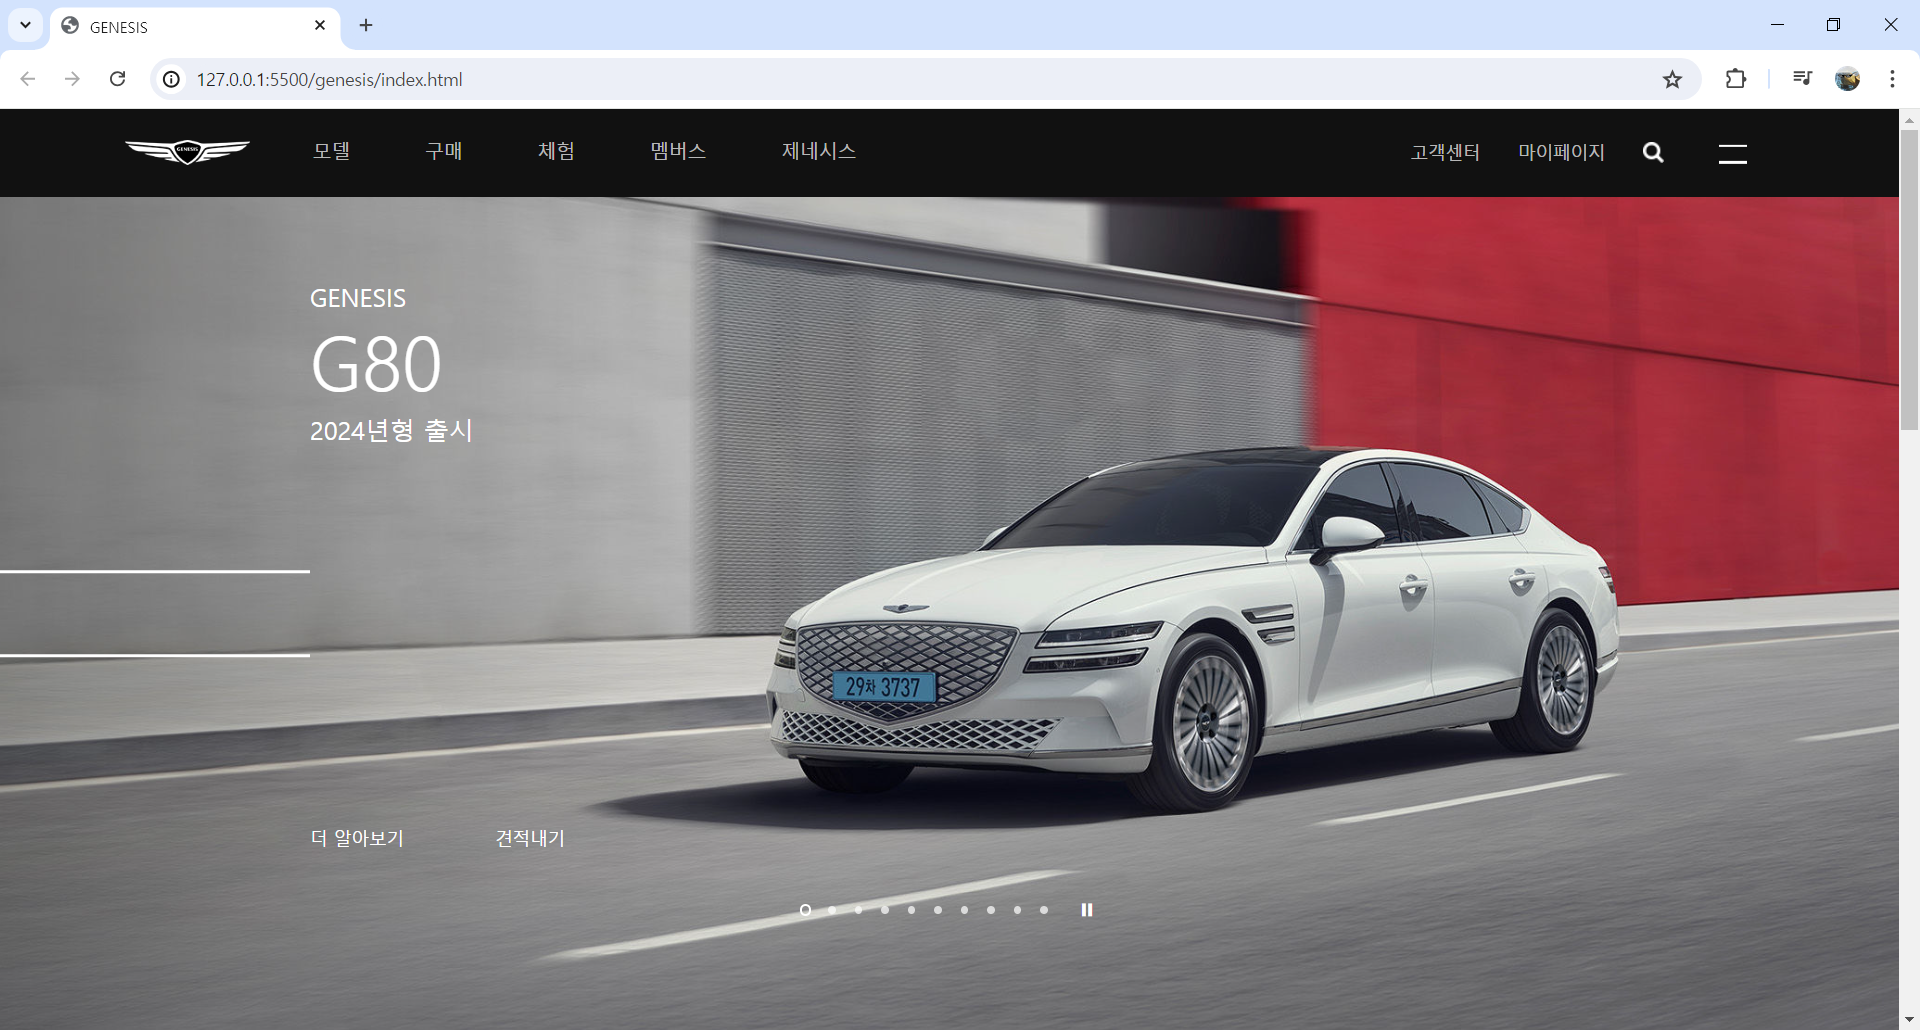 GENESIS
127.0.0.1:5500/genesis/index.html
GENESIS
모델
구매
체험
멤버스
제네시스
고객센터
마이페이지
GENESIS
G80
2024년형 출시
29차 3737
더 알아보기
견적내기